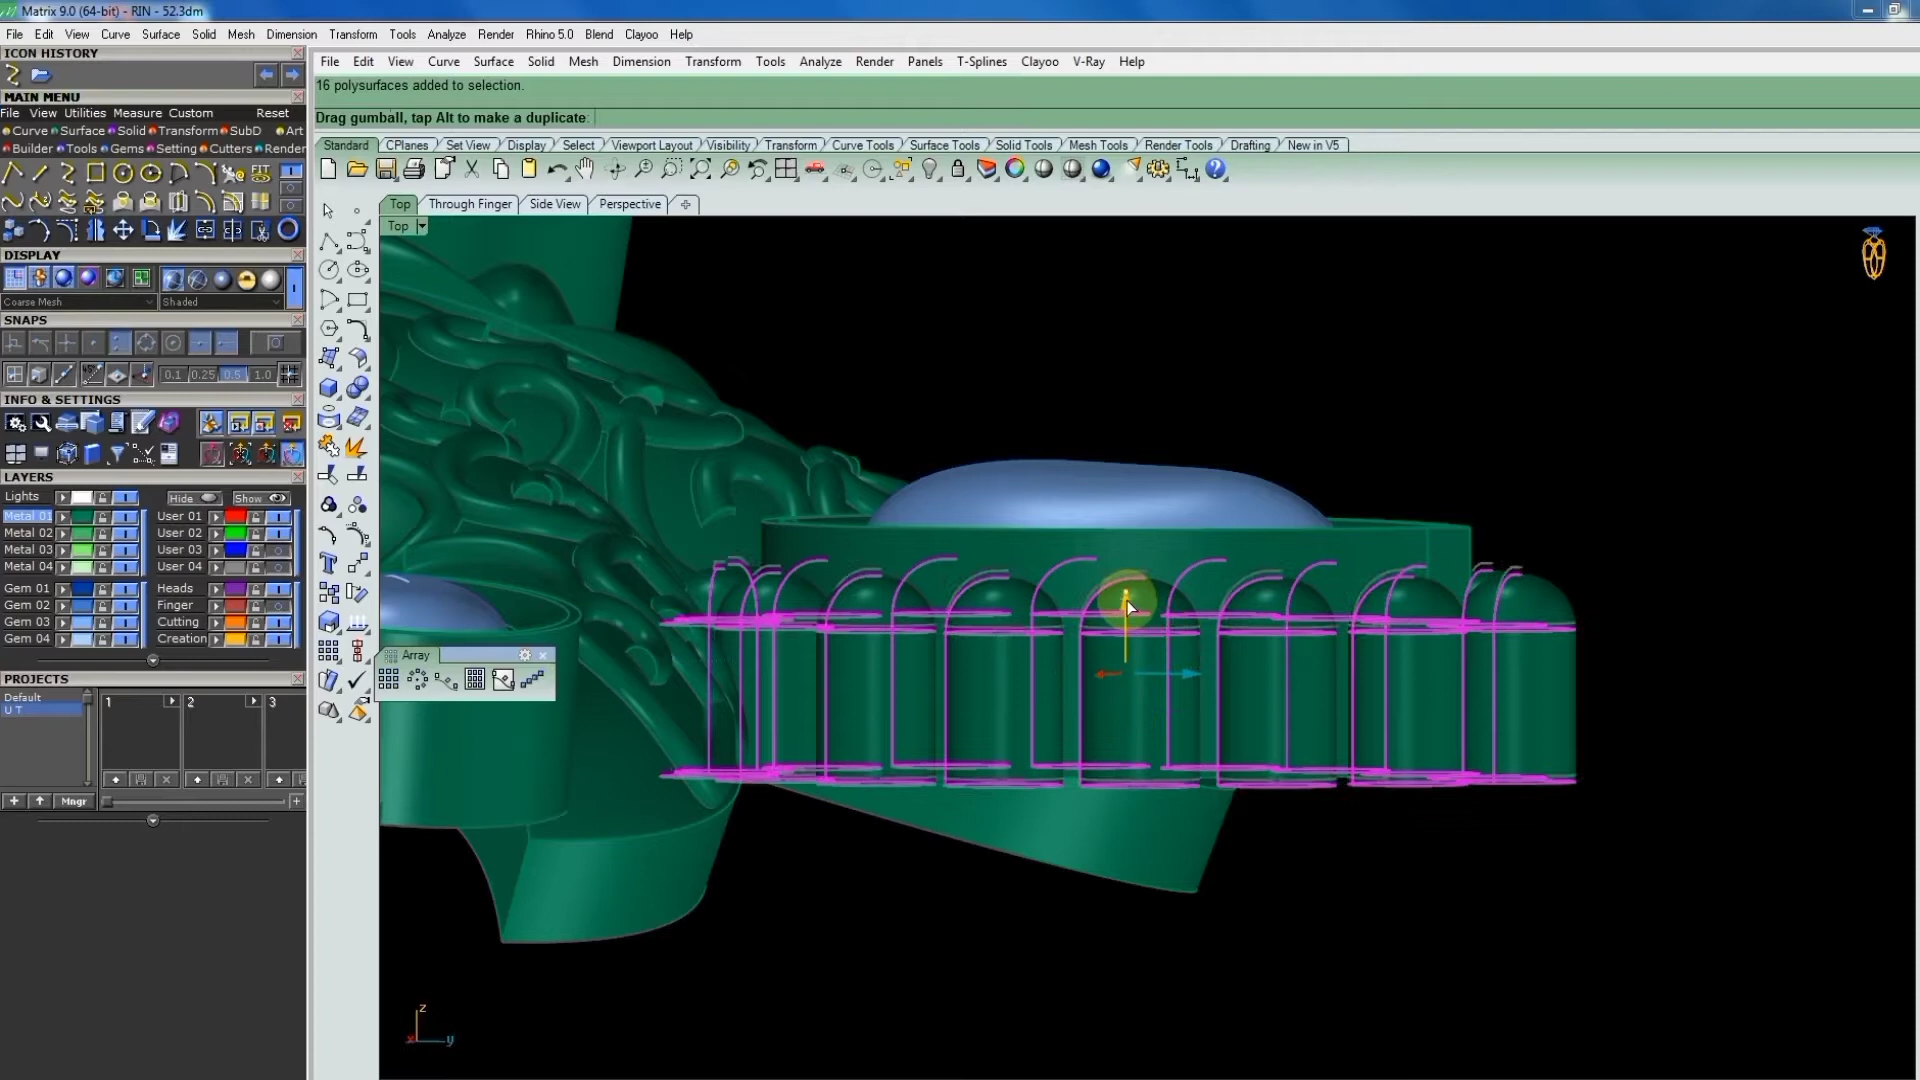 Matrix 9.0 (64-bit) - RIN - 52.3dm
File Edit View Curve Surface Solid Mesh Dimension Transform Tools Analyze Render Rhino 5.0 Blend Clayoo Help
ICON HISTORY
MAIN MENU
File View Utilities Measure Custom Reset
Curve Surface Solid Transform SubD Art
Builder Tools Gems Setting Cutters Render
FIT
DISPLAY
Coarse Mesh Shaded
SNAPS
0.1 0.25 0.5 1.0
INFO & SETTINGS
LAYERS
Lights Hide Show
Metal 01 User 01
Metal 02 User 02
Metal 03 User 03
Metal 04 User 04
Gem 01 Heads
Gem 02 Finger
Gem 03 Cutting
Gem 04 Creation
PROJECTS
Default
U T
1 2 3
Mngr
File Edit View Curve Surface Solid Mesh Dimension Transform Tools Analyze Render Panels T-Splines Clayoo V-Ray Help
16 polysurfaces added to selection.
Drag gumball, tap Alt to make a duplicate:
Standard CPlanes Set View Display Select Viewport Layout Visibility Transform Curve Tools Surface Tools Solid Tools Mesh Tools Render Tools Drafting New in V5
Top Through Finger Side View Perspective
Top
Array
z
x y